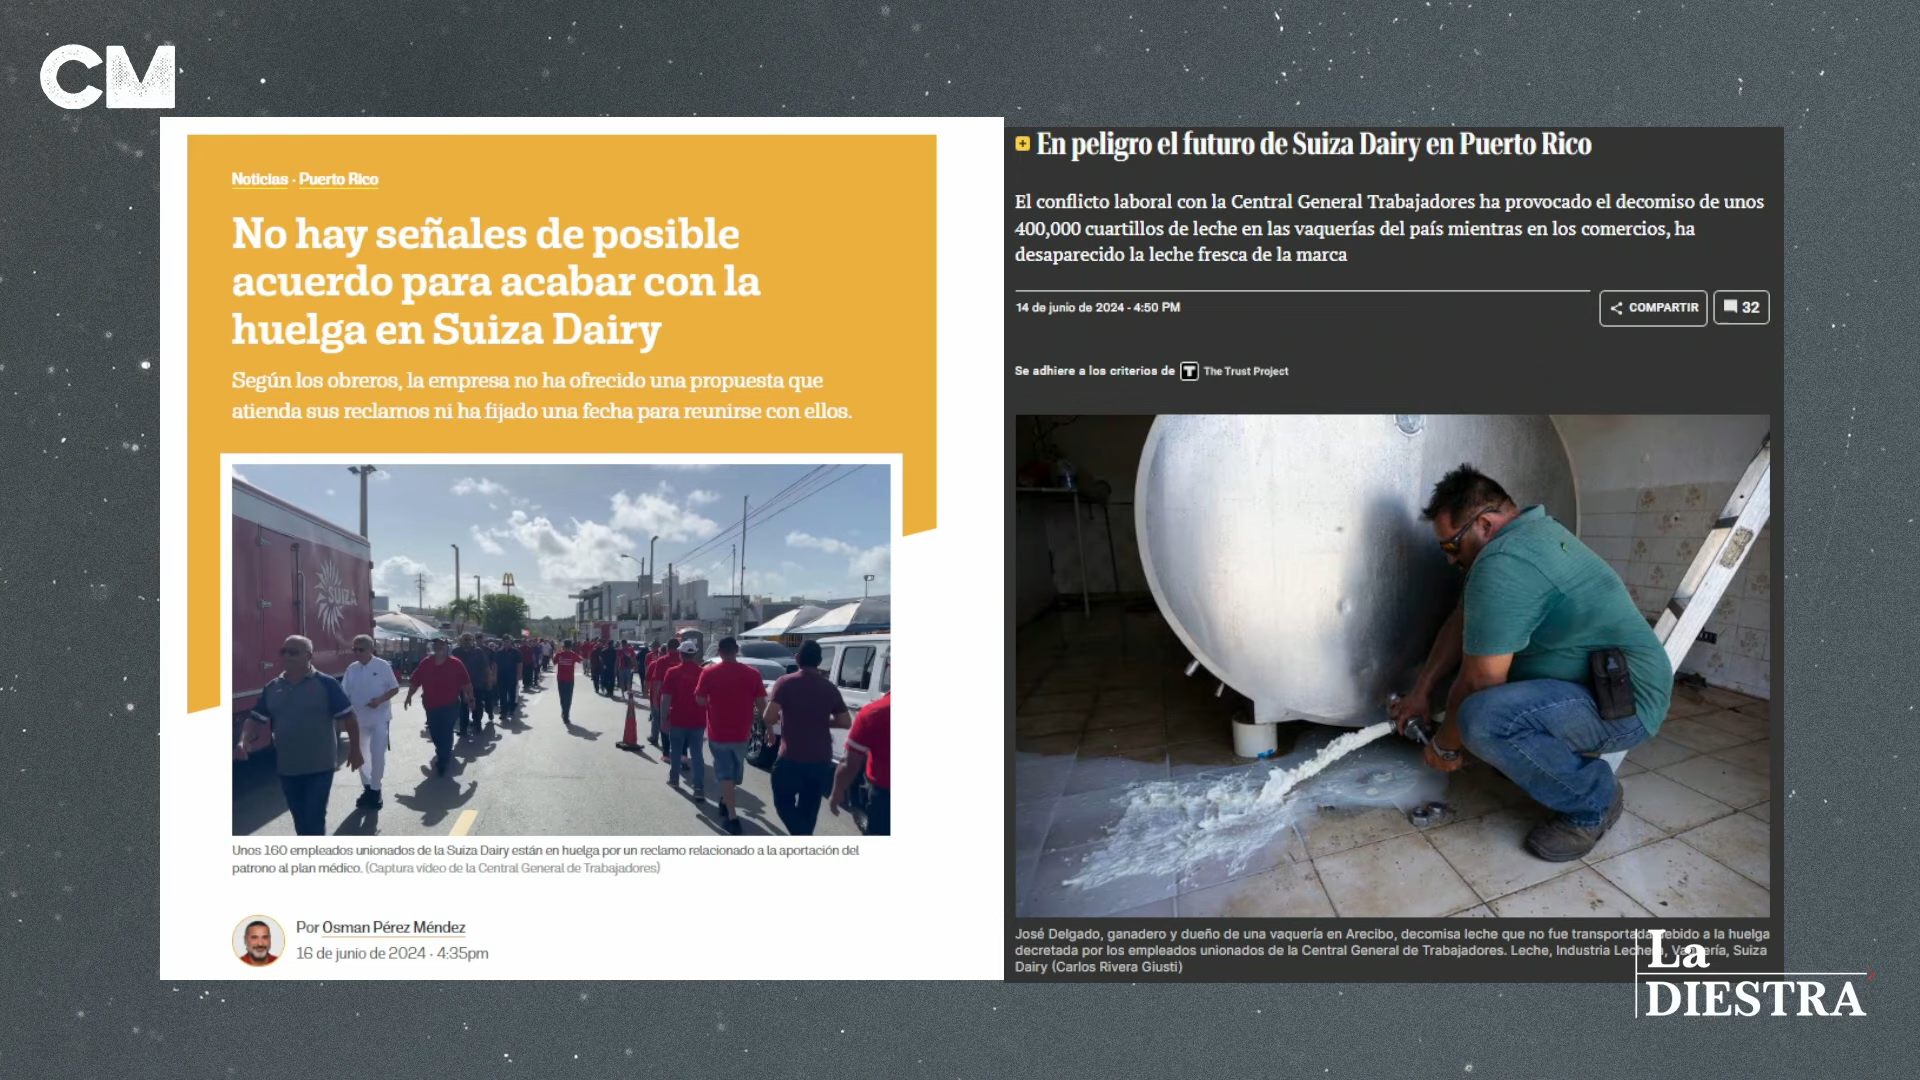 CM
Noticias · Puerto Rico
No hay señales de posible
acuerdo para acabar con la
huelga en Suiza Dairy
Según los obreros, la empresa no ha ofrecido una propuesta que
atienda sus reclamos ni ha fijado una fecha para reunirse con ellos.
SUIZA
Unos 160 empleados unionados de la Suiza Dairy están en huelga por un reclamo relacionado a la aportación del
patrono al plan médico. (Captura vídeo de la Central General de Trabajadores)
Por Osman Pérez Méndez
16 de junio de 2024 · 4:35pm
En peligro el futuro de Suiza Dairy en Puerto Rico
El conflicto laboral con la Central General Trabajadores ha provocado el decomiso de unos
400,000 cuartillos de leche en las vaquerías del país mientras en los comercios, ha
desaparecido la leche fresca de la marca
14 de junio de 2024 - 4:50 PM
COMPARTIR
32
Se adhiere a los criterios de T The Trust Project
José Delgado, ganadero y dueño de una vaquería en Arecibo, decomisa leche que no fue transportada debido a la huelga
decretada por los empleados unionados de la Central General de Trabajadores. Leche, Industria Lechera, Vaquería, Suiza
Dairy (Carlos Rivera Giusti)
La
DIESTRA